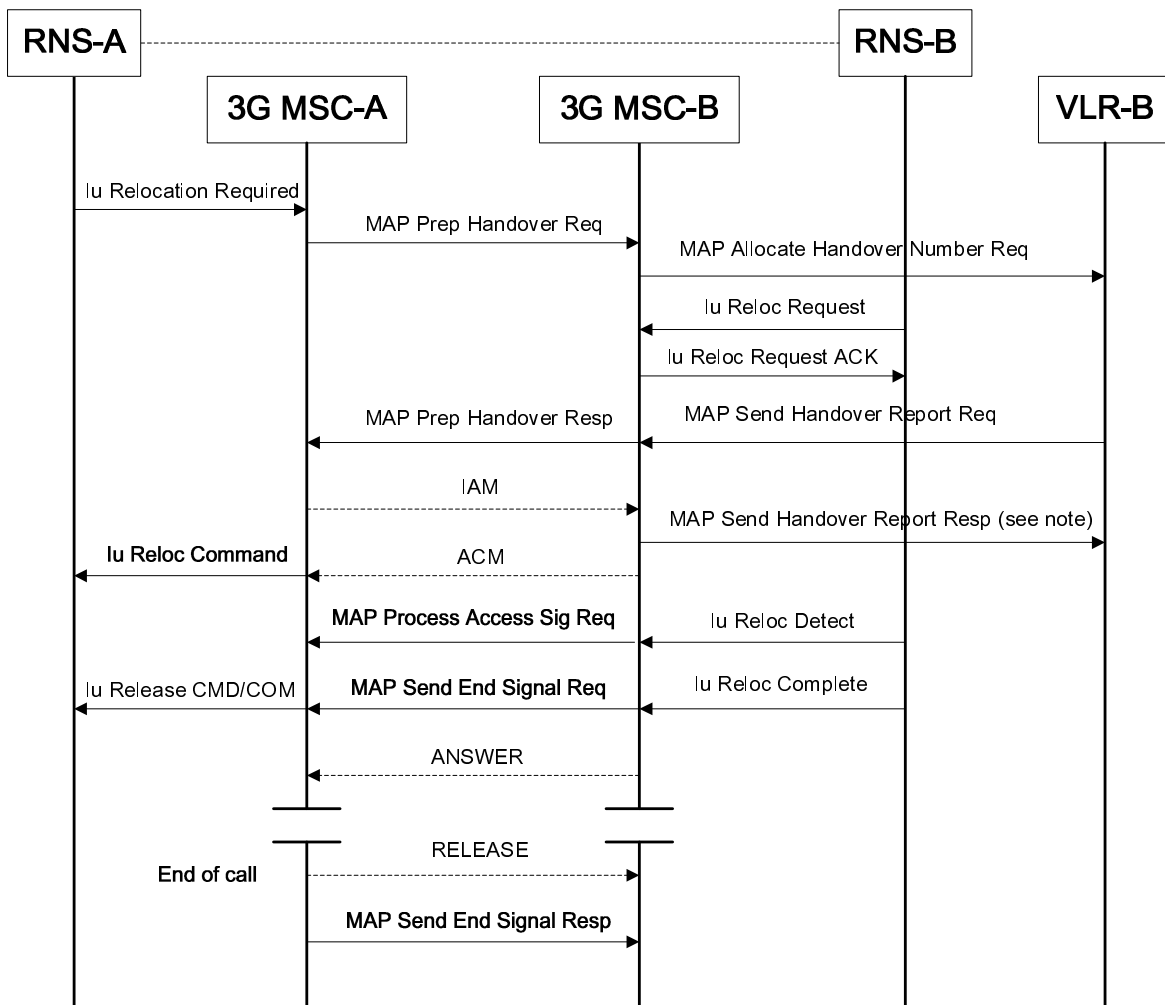 RNS-A
RNS-B
3G MSC-A
3G MSC-B
VLR-B
Iu Relocation Required
MAP Prep Handover Req
MAP Allocate Handover Number Req
Iu Reloc Request
Iu Reloc Request ACK
MAP Prep Handover Resp
MAP Send Handover Report Req
IAM
MAP Send Handover Report Resp (see note)
Iu Reloc Command
ACM
MAP Process Access Sig Req
Iu Reloc Detect
Iu Release CMD/COM
MAP Send End Signal Req
Iu Reloc Complete
ANSWER
RELEASE
End of call
MAP Send End Signal Resp